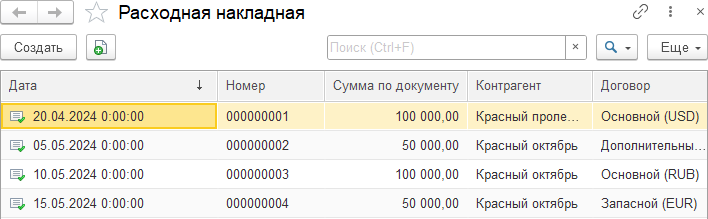 Расходная накладная
Создать Поиск (Ctrl+F) × Еще
Дата ↓ Номер Сумма по документу Контрагент Договор
20.04.2024 0:00:00 000000001 100 000,00 Красный проле... Основной (USD)
05.05.2024 0:00:00 000000002 50 000,00 Красный октябрь Дополнительны...
10.05.2024 0:00:00 000000003 100 000,00 Красный октябрь Основной (RUB)
15.05.2024 0:00:00 000000004 50 000,00 Красный октябрь Запасной (EUR)